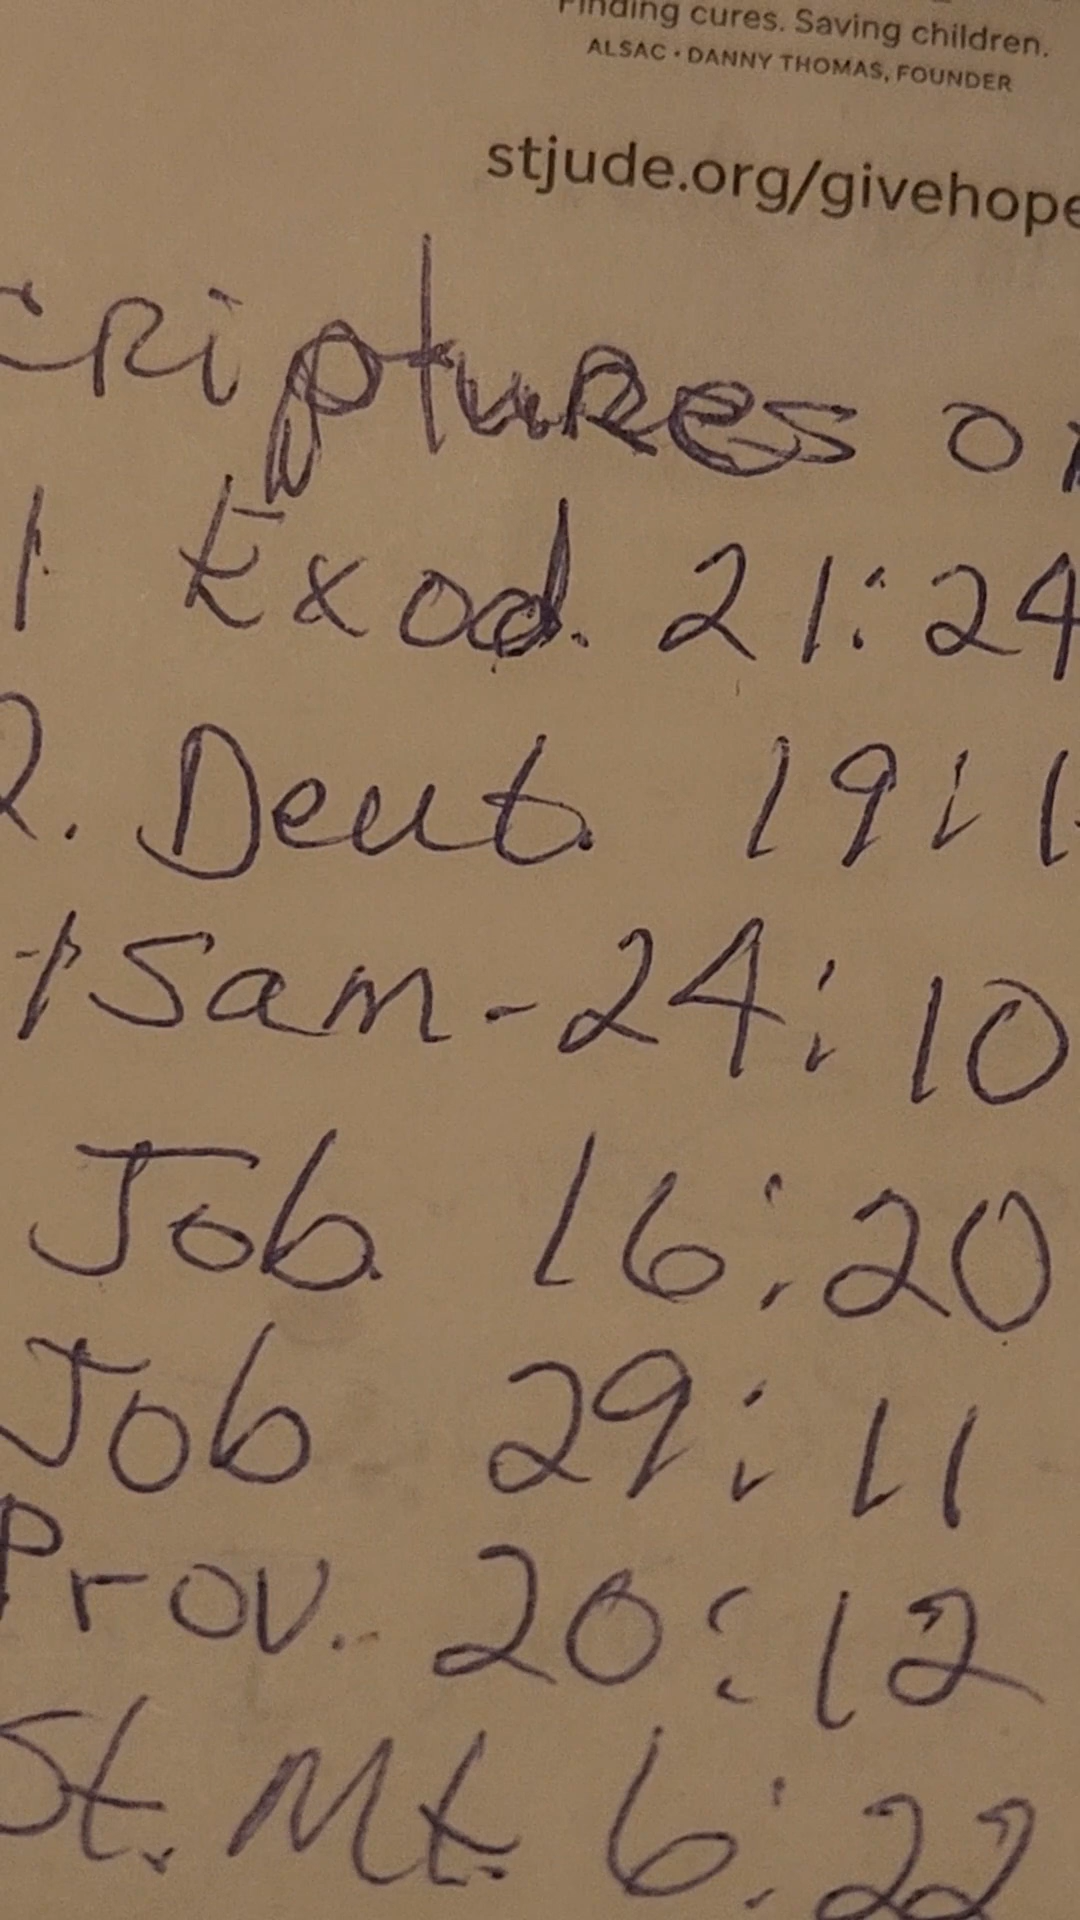 Finding cures. Saving children.
ALSAC • DANNY THOMAS, FOUNDER
stjude.org/givehope
criptures o
1 Exod. 21:24
2. Deut. 19:1
1 Sam - 24:10
Job 16:20
Job 29:11
Prov. 20:12
St. Mt. 6:22